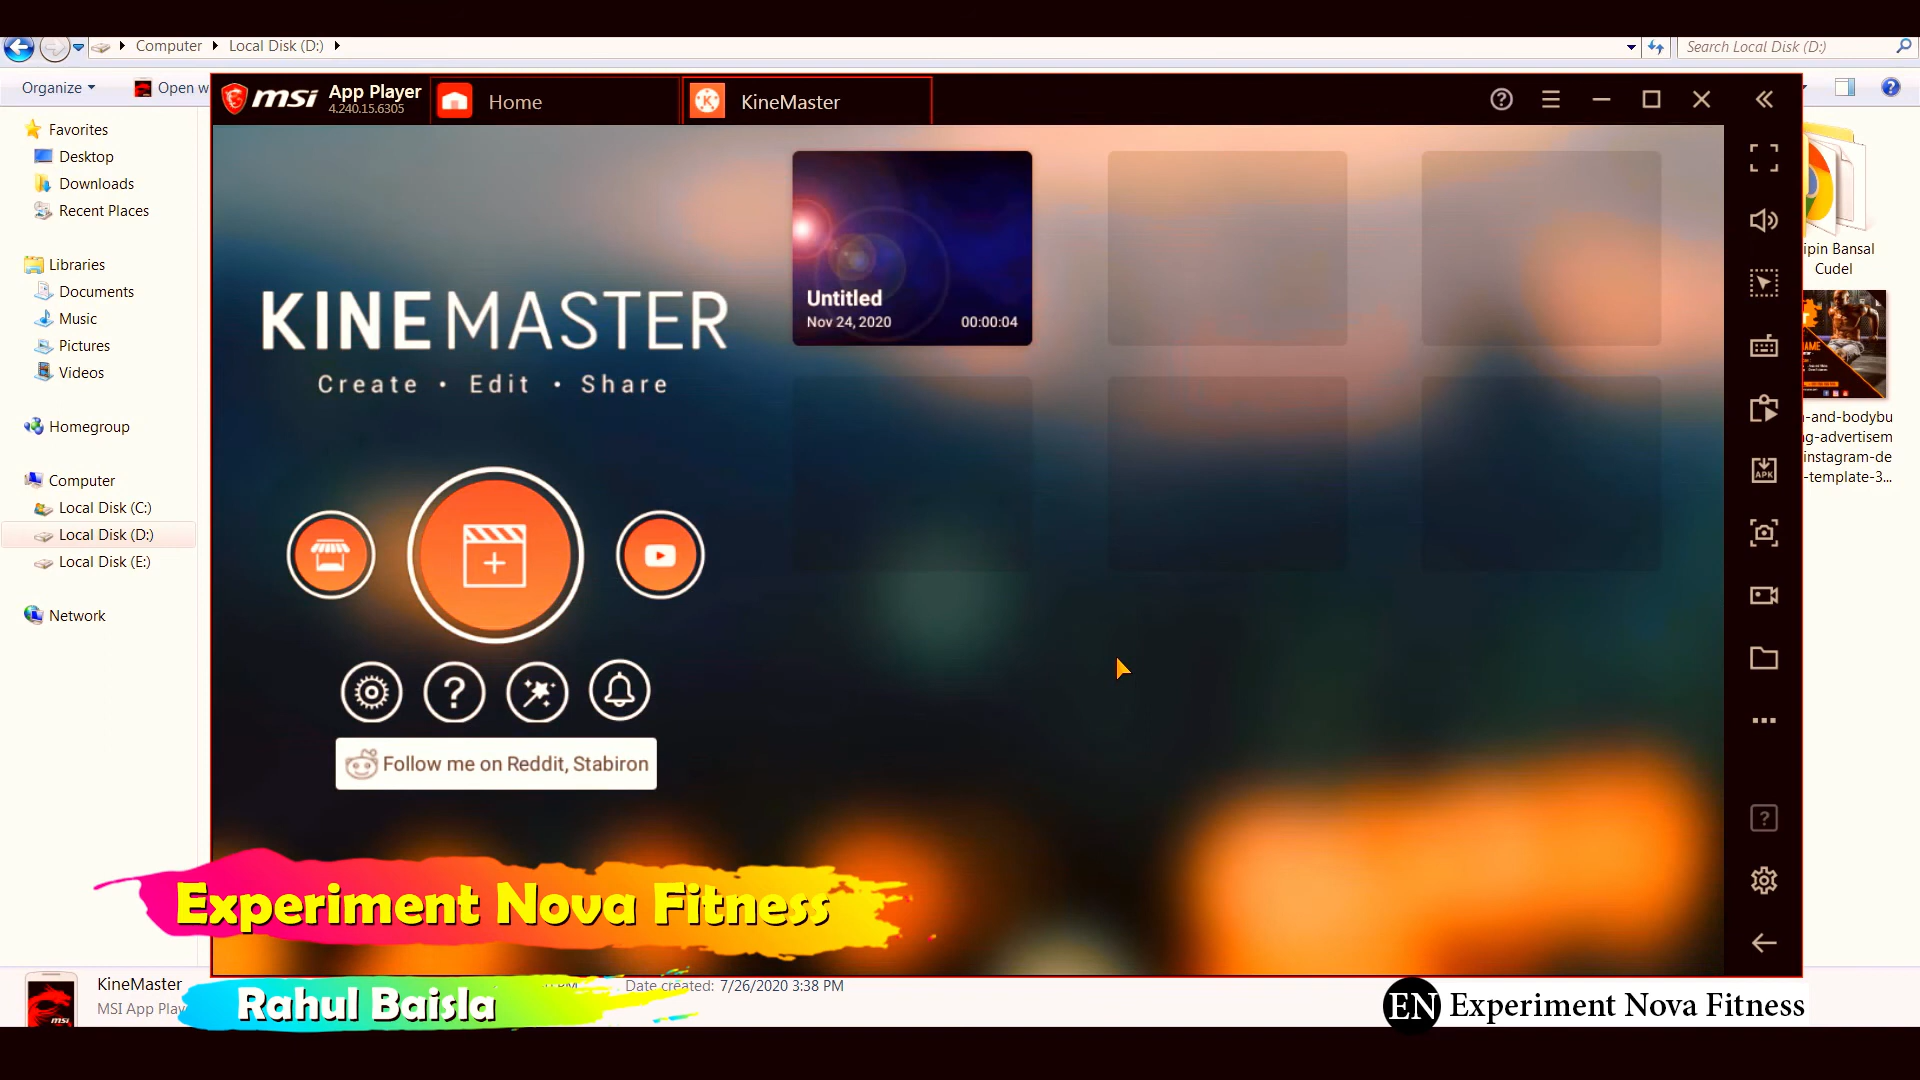 Computer
Local Disk (D:)
Search Local Disk (D:)
Organize
Open w
msi
App Player
4.240.15.6305
Home
K
KineMaster
Favorites
Desktop
Downloads
Recent Places
Libraries
Documents
Music
Pictures
Videos
Homegroup
Computer
Local Disk (C:)
Local Disk (D:)
Local Disk (E:)
Network
KINEMASTER
Create • Edit • Share
Follow me on Reddit, Stabiron
Untitled
Nov 24, 2020
00:00:04
APK
ipin Bansal
Cudel
-and-bodybu
g-advertisem
instagram-de
-template-3...
Experiment Nova Fitness
KineMaster
MSI App Play
Date created: 7/26/2020 3:38 PM
Rahul Baisla
EN Experiment Nova Fitness